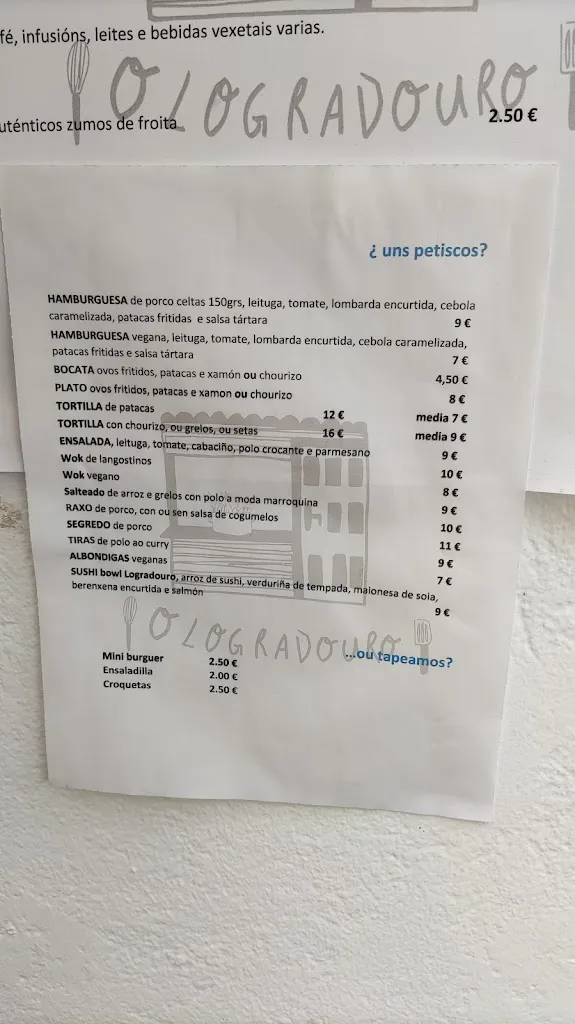 fé, infusións, leites e bebidas vexetais varias.
O LOGRADOURO
uténticos zumos de froita 2.50 €
¿ uns petiscos?
HAMBURGUESA de porco celtas 150grs, leituga, tomate, lombarda encurtida, cebola
caramelizada, patacas fritidas e salsa tártara 9 €
HAMBURGUESA vegana, leituga, tomate, lombarda encurtida, cebola caramelizada,
patacas fritidas e salsa tártara 7 €
BOCATA ovos fritidos, patacas e xamón ou chourizo 4,50 €
PLATO ovos fritidos, patacas e xamon ou chourizo 8 €
TORTILLA de patacas 12 € media 7 €
TORTILLA con chourizo, ou grelos, ou setas 16 € media 9 €
ENSALADA, leituga, tomate, cabaciño, polo crocante e parmesano 9 €
Wok de langostinos 10 €
Wok vegano 8 €
Salteado de arroz e grelos con polo a moda marroquina 9 €
RAXO de porco, con ou sen salsa de cogumelos 10 €
SEGREDO de porco 11 €
TIRAS de polo ao curry 9 €
ALBONDIGAS veganas 7 €
SUSHI bowl Logradouro, arroz de sushi, verduriña de tempada, maionesa de soia,
berenxena encurtida e salmón 9 €
O LOGRADOURO
...ou tapeamos?
Mini burguer 2.50 €
Ensaladilla 2.00 €
Croquetas 2.50 €